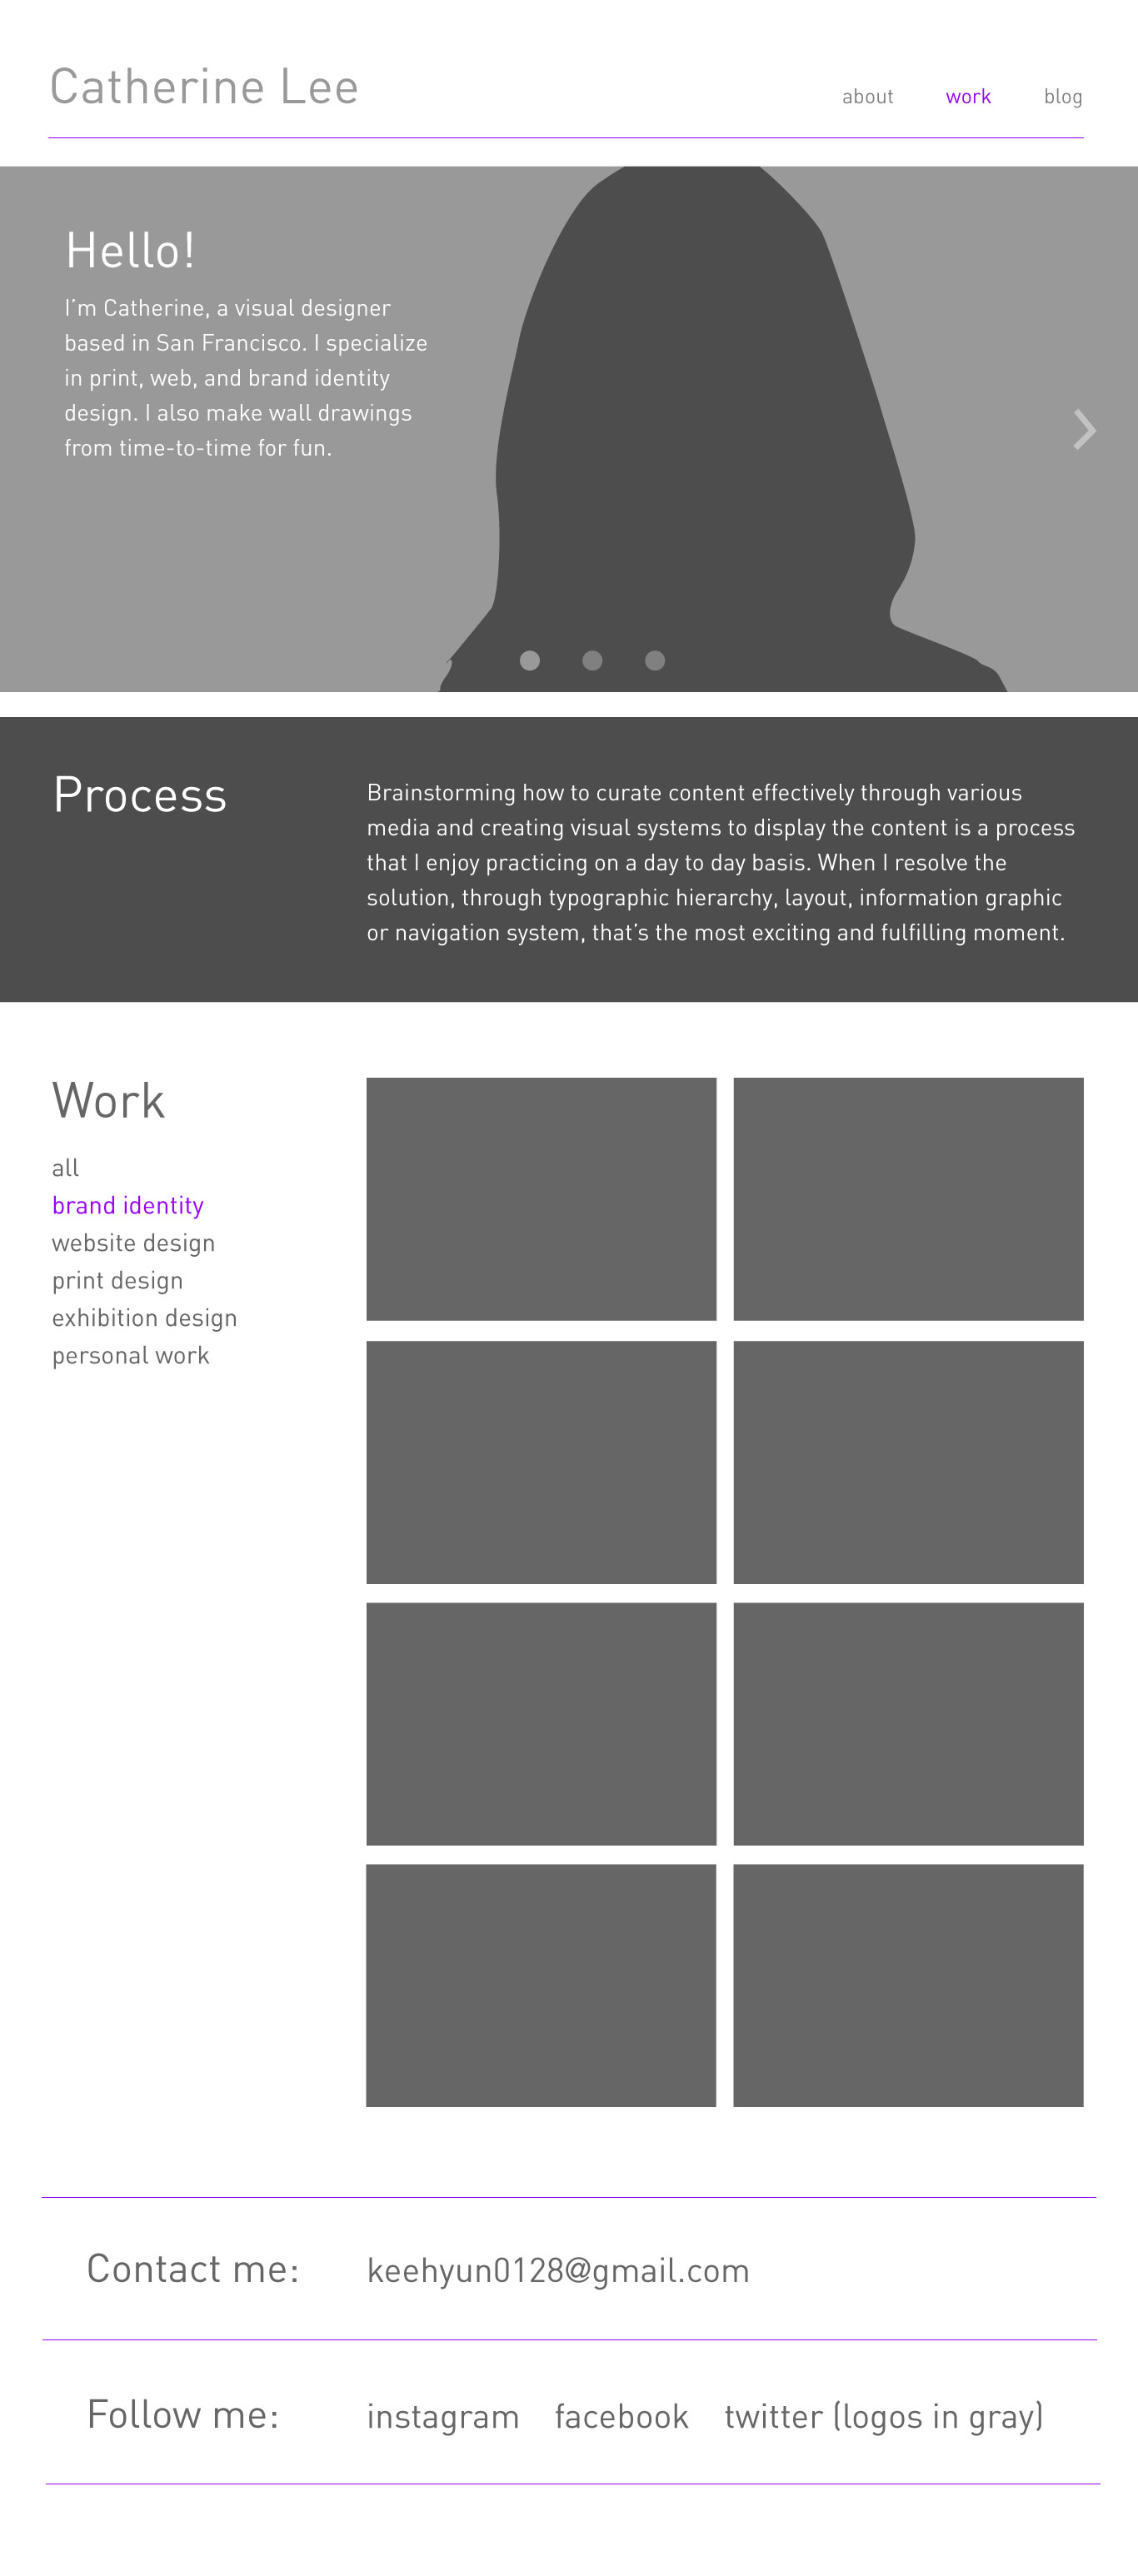 Catherine Lee
about work blog
Hello!
I’m Catherine, a visual designer
based in San Francisco. I specialize
in print, web, and brand identity
design. I also make wall drawings
from time-to-time for fun.
Process
Brainstorming how to curate content effectively through various
media and creating visual systems to display the content is a process
that I enjoy practicing on a day to day basis. When I resolve the
solution, through typographic hierarchy, layout, information graphic
or navigation system, that’s the most exciting and fulfilling moment.
Work
all
brand identity
website design
print design
exhibition design
personal work
Contact me: keehyun0128@gmail.com
Follow me: instagram facebook twitter (logos in gray)